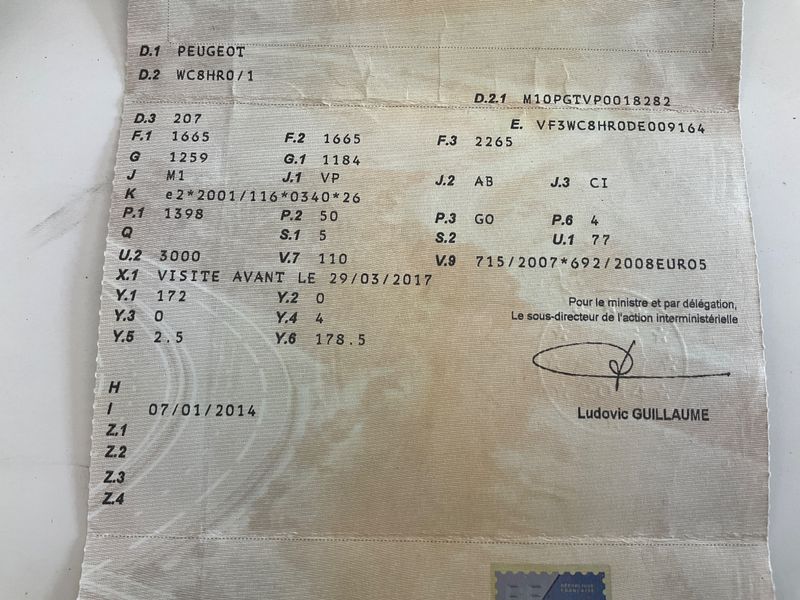 D.1 PEUGEOT
D.2 WC8HR0/1
D.2.1 M10PGTVP0018282
D.3 207
E. VF3WC8HR0DE009164
F.1 1665 F.2 1665 F.3 2265
G 1259 G.1 1184
J M1 J.1 VP J.2 AB J.3 CI
K e2*2001/116*0340*26
P.1 1398 P.2 50 P.3 GO P.6 4
Q S.1 5 S.2 U.1 77
U.2 3000 V.7 110 V.9 715/2007*692/2008EURO5
X.1 VISITE AVANT LE 29/03/2017
Y.1 172 Y.2 0
Y.3 0 Y.4 4
Y.5 2.5 Y.6 178.5
Pour le ministre et par délégation,
Le sous-directeur de l'action interministérielle
Ludovic GUILLAUME
H
I 07/01/2014
Z.1
Z.2
Z.3
Z.4
RÉPUBLIQUE
FRANÇAISE